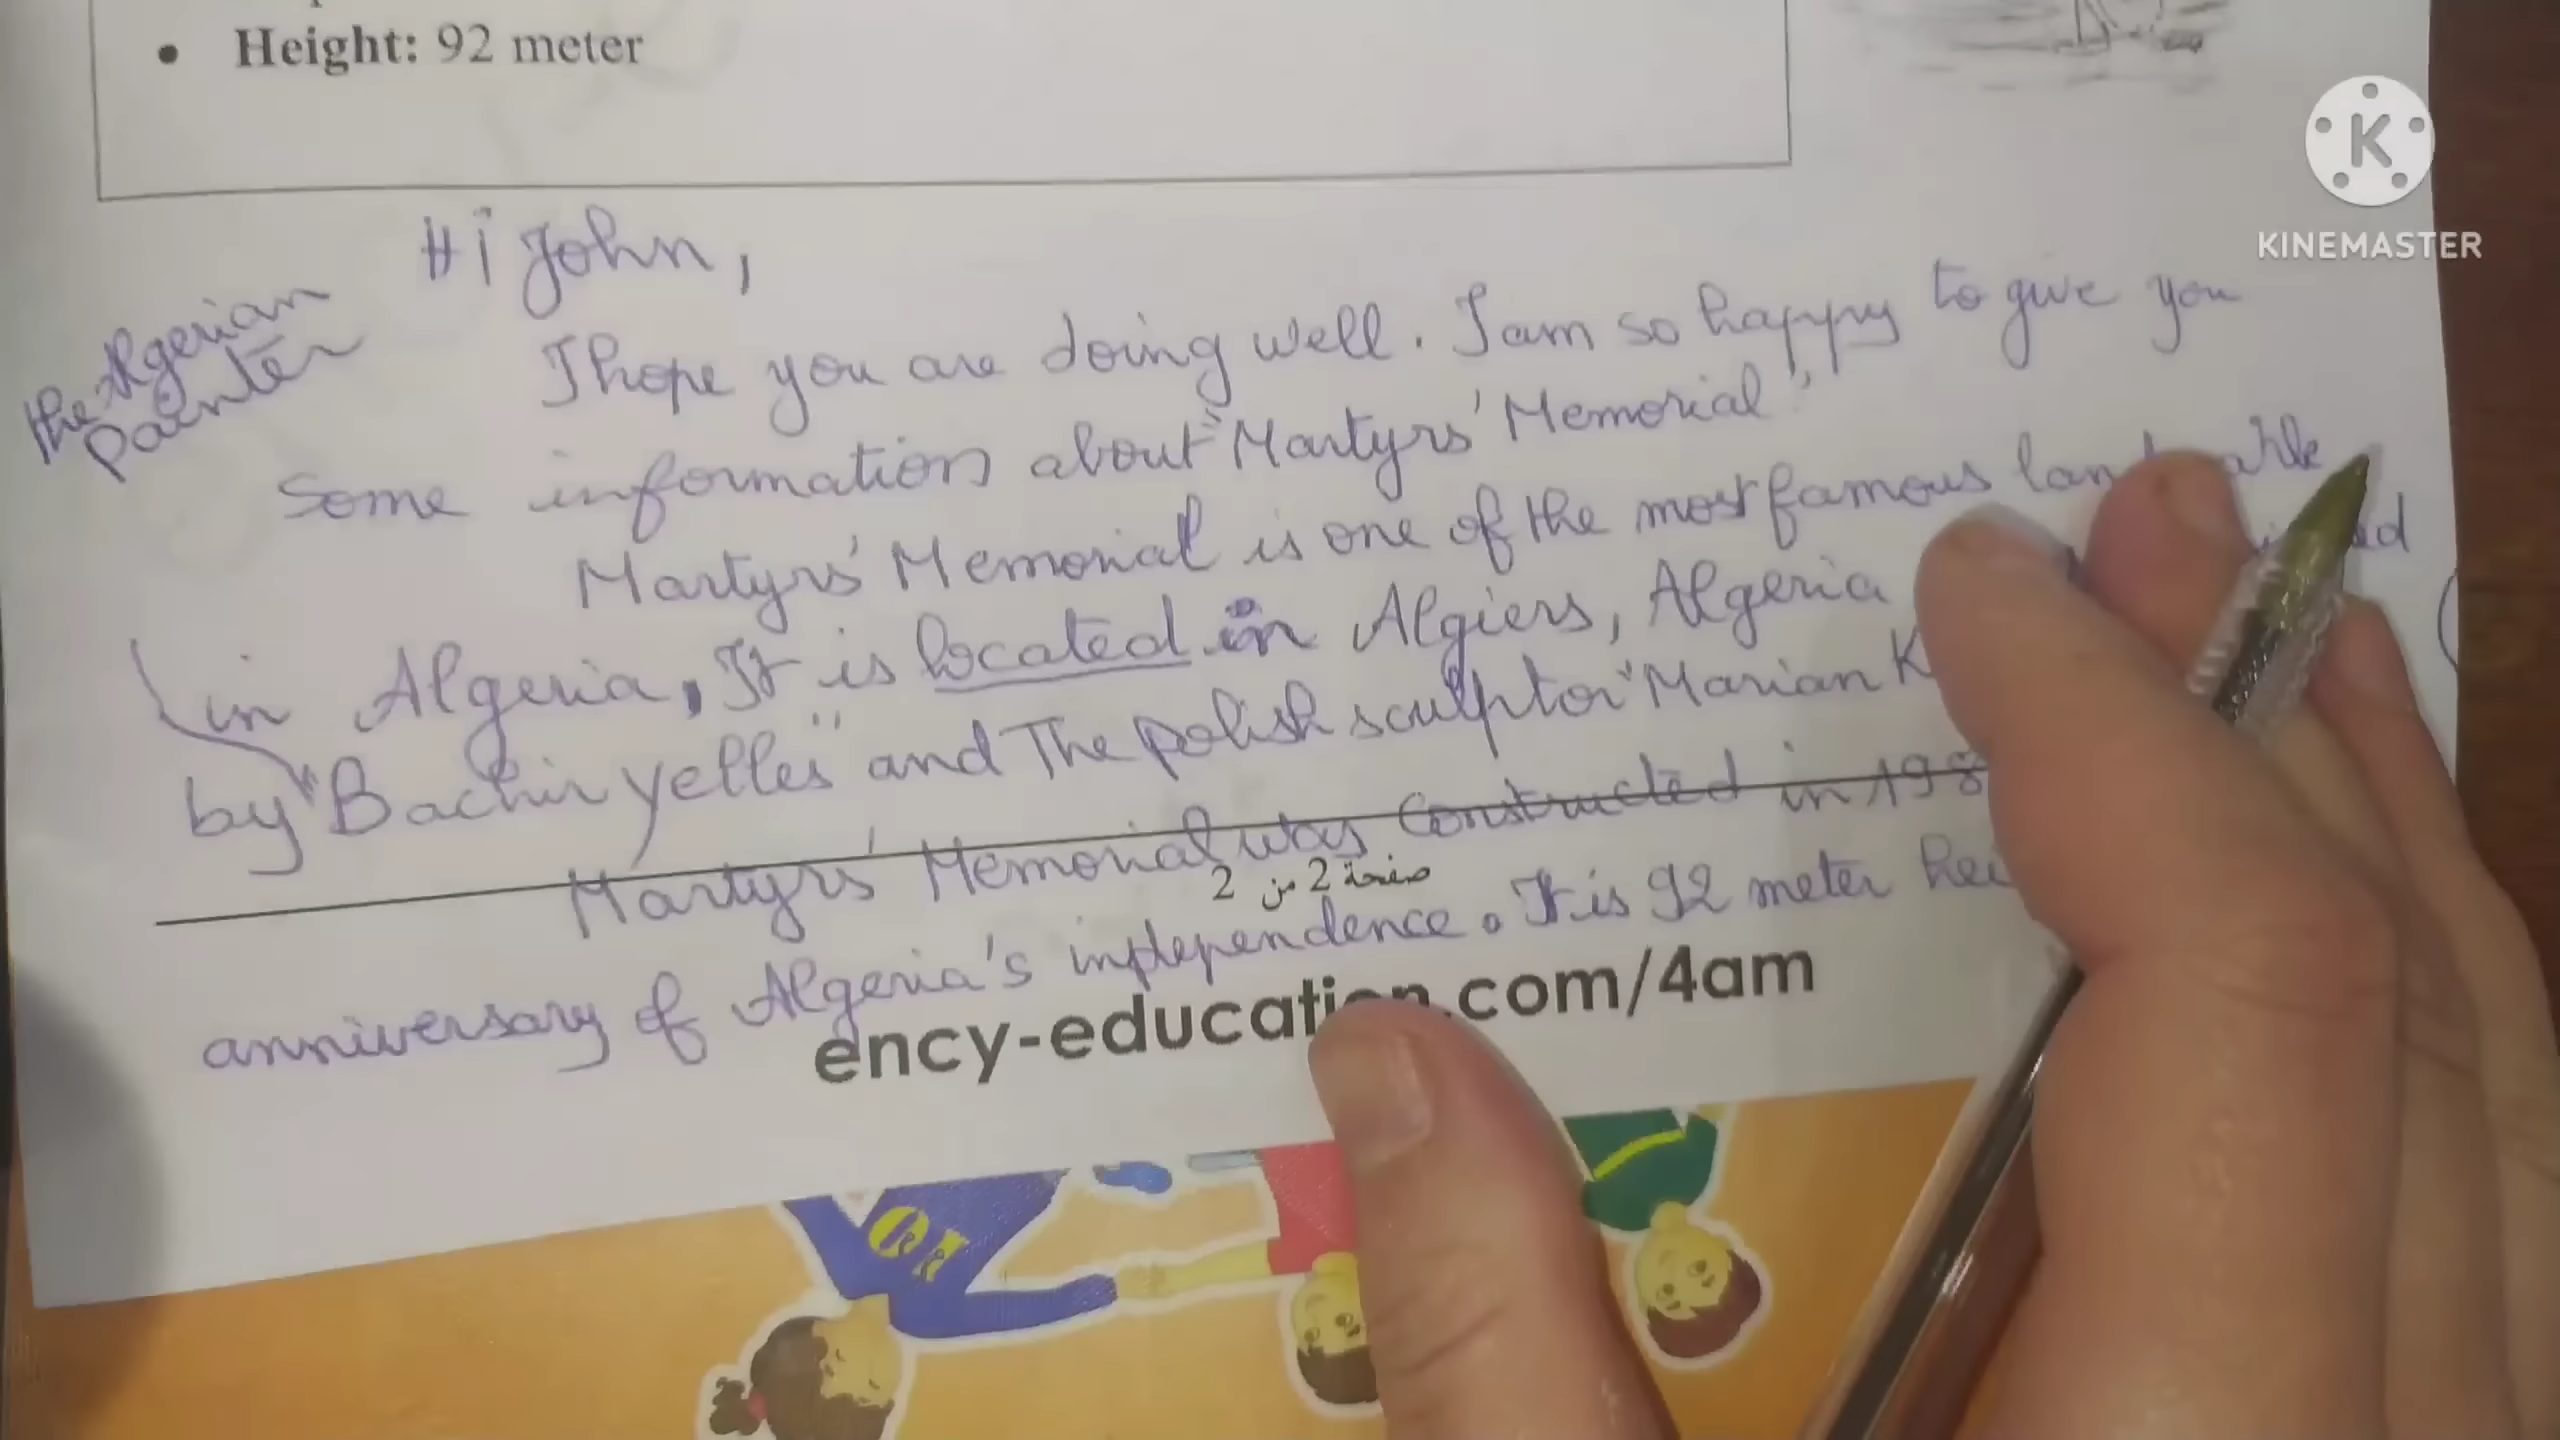 Height: 92 meter
KINEMASTER
Hi John,
the Algerian
painter
I hope you are doing well. I am so happy to give you
some information about "Martyrs' Memorial"
Martyrs' Memorial is one of the most famous
in Algeria, It is located in Algiers, Algeria
by "Bachir yelles" and The polish sculptor "Marian
Martyrs' Memorial was constructed in 198
صفحة 2 من 2
anniversary of Algeria's independence. It is 92 meter
ency-education.com/4am